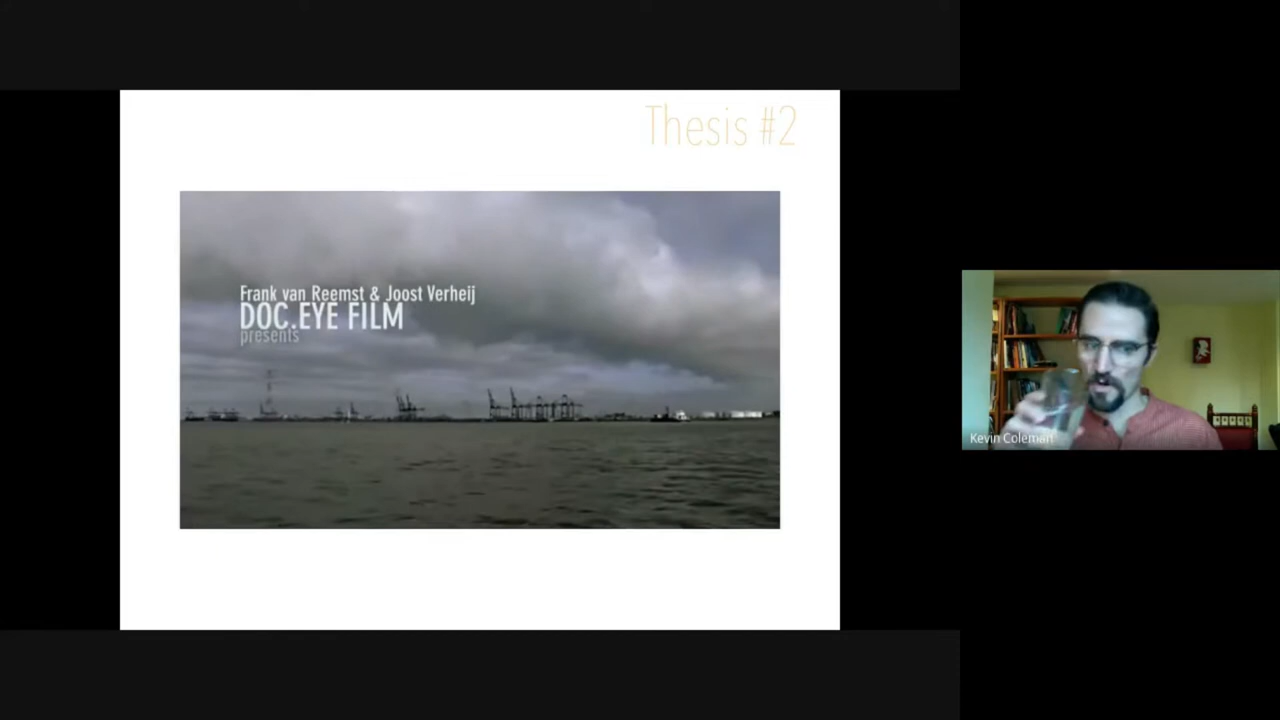 Thesis #2
Frank van Reemst & Joost Verheij
DOC.EYE FILM
presents
Kevin Coleman